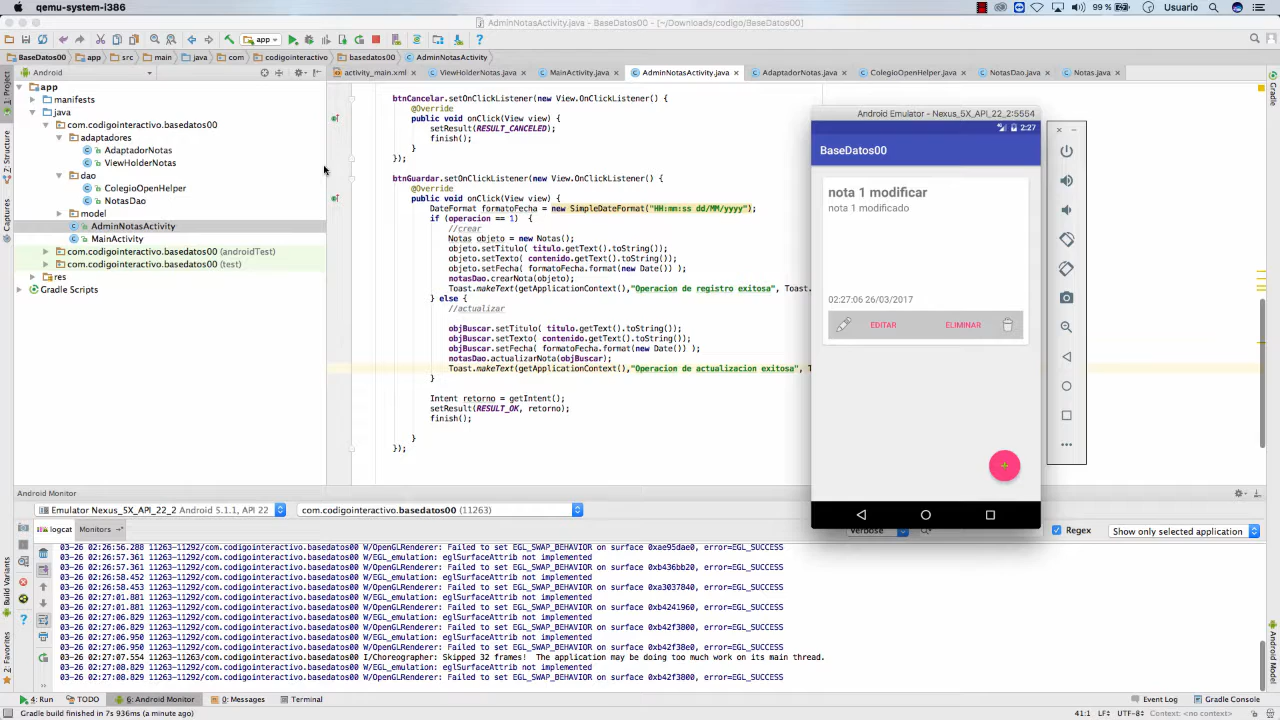 qemu-system-i386
99 %
Usuario
AdminNotasActivity.java - BaseDatos00 - [~/Downloads/codigo/BaseDatos00]
app
BaseDatos00
app
src
main
java
com
codigointeractivo
basedatos00
AdminNotasActivity
Android
activity_main.xml
ViewHolderNotas.java
MainActivity.java
AdminNotasActivity.java
AdaptadorNotas.java
ColegioOpenHelper.java
NotasDao.java
Notas.java
1: Project
7: Structure
Captures
Build Variants
2: Favorites
Gradle
Android Model
app
manifests
java
com.codigointeractivo.basedatos00
adaptadores
AdaptadorNotas
ViewHolderNotas
dao
ColegioOpenHelper
NotasDao
model
AdminNotasActivity
MainActivity
com.codigointeractivo.basedatos00 (androidTest)
com.codigointeractivo.basedatos00 (test)
res
Gradle Scripts
btnCancelar.setOnClickListener(new View.OnClickListener() {
@Override
public void onClick(View view) {
setResult(RESULT_CANCELED);
finish();
}
});
btnGuardar.setOnClickListener(new View.OnClickListener() {
@Override
public void onClick(View view) {
DateFormat formatoFecha = new SimpleDateFormat("HH:mm:ss dd/MM/yyyy");
if (operacion == 1) {
//crear
Notas objeto = new Notas();
objeto.setTitulo( titulo.getText().toString());
objeto.setTexto( contenido.getText().toString());
objeto.setFecha( formatoFecha.format(new Date()) );
notasDao.crearNota(objeto);
Toast.makeText(getApplicationContext(),"Operacion de registro exitosa", Toast.
} else {
//actualizar
objBuscar.setTitulo( titulo.getText().toString());
objBuscar.setTexto( contenido.getText().toString());
objBuscar.setFecha( formatoFecha.format(new Date()) );
notasDao.actualizarNota(objBuscar);
Toast.makeText(getApplicationContext(),"Operacion de actualizacion exitosa", T
}
Intent retorno = getIntent();
setResult(RESULT_OK, retorno);
finish();
}
});
Android Emulator - Nexus_5X_API_22_2:5554
2:27
BaseDatos00
nota 1 modificar
nota 1 modificado
02:27:06 26/03/2017
EDITAR
ELIMINAR
Android Monitor
Emulator Nexus_5X_API_22_2 Android 5.1.1, API 22
com.codigointeractivo.basedatos00 (11263)
logcat
Monitors
Verbose
Regex
Show only selected application
03-26 02:26:56.288 11263-11292/com.codigointeractivo.basedatos00 W/OpenGLRenderer: Failed to set EGL_SWAP_BEHAVIOR on surface 0xae95dae0, error=EGL_SUCCESS
03-26 02:26:57.361 11263-11292/com.codigointeractivo.basedatos00 W/EGL_emulation: eglSurfaceAttrib not implemented
03-26 02:26:57.361 11263-11292/com.codigointeractivo.basedatos00 W/OpenGLRenderer: Failed to set EGL_SWAP_BEHAVIOR on surface 0xb436bb20, error=EGL_SUCCESS
03-26 02:26:58.452 11263-11292/com.codigointeractivo.basedatos00 W/EGL_emulation: eglSurfaceAttrib not implemented
03-26 02:26:58.453 11263-11292/com.codigointeractivo.basedatos00 W/OpenGLRenderer: Failed to set EGL_SWAP_BEHAVIOR on surface 0xa3037840, error=EGL_SUCCESS
03-26 02:27:01.881 11263-11292/com.codigointeractivo.basedatos00 W/EGL_emulation: eglSurfaceAttrib not implemented
03-26 02:27:01.881 11263-11292/com.codigointeractivo.basedatos00 W/OpenGLRenderer: Failed to set EGL_SWAP_BEHAVIOR on surface 0xb4241960, error=EGL_SUCCESS
03-26 02:27:06.829 11263-11292/com.codigointeractivo.basedatos00 W/EGL_emulation: eglSurfaceAttrib not implemented
03-26 02:27:06.829 11263-11292/com.codigointeractivo.basedatos00 W/OpenGLRenderer: Failed to set EGL_SWAP_BEHAVIOR on surface 0xb42f3800, error=EGL_SUCCESS
03-26 02:27:06.950 11263-11292/com.codigointeractivo.basedatos00 W/EGL_emulation: eglSurfaceAttrib not implemented
03-26 02:27:06.950 11263-11292/com.codigointeractivo.basedatos00 W/OpenGLRenderer: Failed to set EGL_SWAP_BEHAVIOR on surface 0xb42f38e0, error=EGL_SUCCESS
03-26 02:27:07.554 11263-11263/com.codigointeractivo.basedatos00 I/Choreographer: Skipped 32 frames!  The application may be doing too much work on its main thread.
03-26 02:27:08.829 11263-11292/com.codigointeractivo.basedatos00 W/EGL_emulation: eglSurfaceAttrib not implemented
03-26 02:27:08.829 11263-11292/com.codigointeractivo.basedatos00 W/OpenGLRenderer: Failed to set EGL_SWAP_BEHAVIOR on surface 0xb42f3800, error=EGL_SUCCESS
4: Run
TODO
6: Android Monitor
0: Messages
Terminal
Event Log
Gradle Console
Gradle build finished in 7s 936ms (a minute ago)
41:1
LF
UTF-8
Context: <no context>